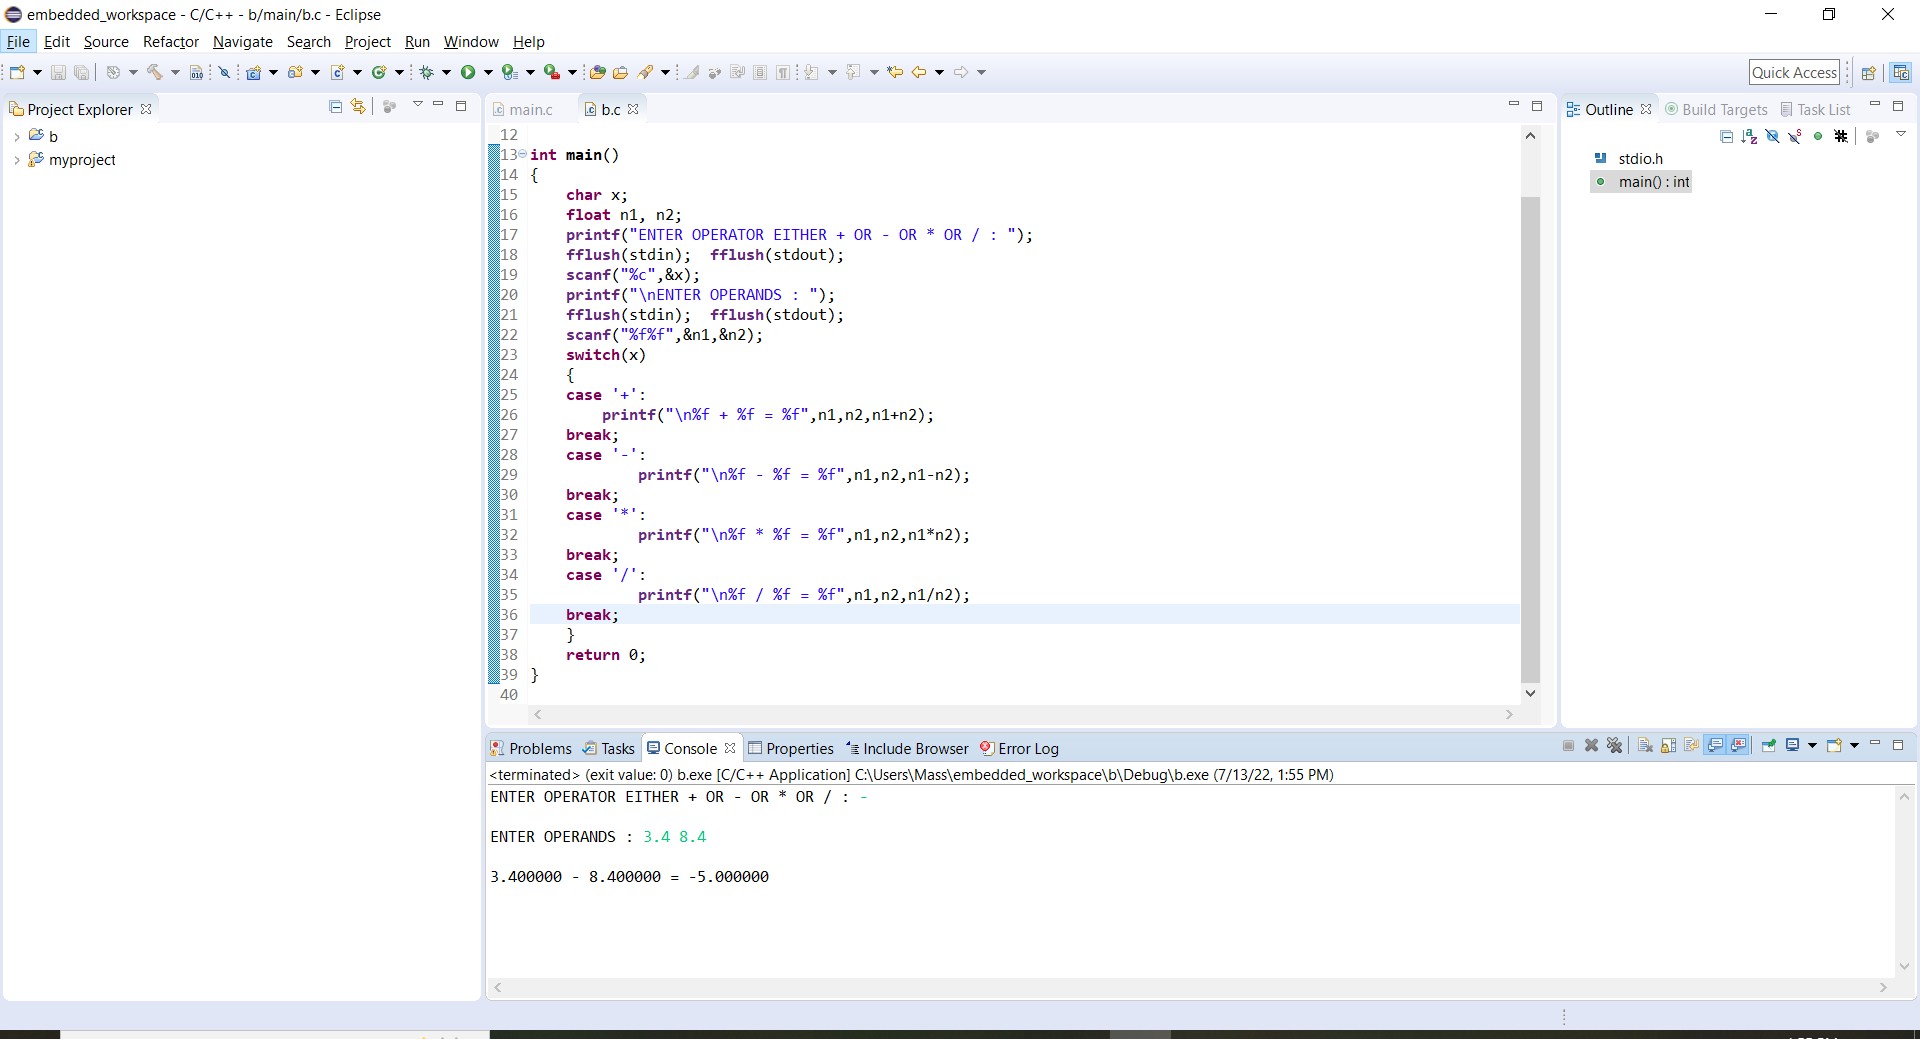 embedded_workspace - C/C++ - b/main/b.c - Eclipse
File Edit Source Refactor Navigate Search Project Run Window Help
Quick Access
Project Explorer
b
myproject
main.c
b.c
12
13 int main()
14 {
15     char x;
16     float n1, n2;
17     printf("ENTER OPERATOR EITHER + OR - OR * OR / : ");
18     fflush(stdin);  fflush(stdout);
19     scanf("%c",&x);
20     printf("\nENTER OPERANDS : ");
21     fflush(stdin);  fflush(stdout);
22     scanf("%f%f",&n1,&n2);
23     switch(x)
24     {
25     case '+':
26         printf("\n%f + %f = %f",n1,n2,n1+n2);
27     break;
28     case '-':
29             printf("\n%f - %f = %f",n1,n2,n1-n2);
30     break;
31     case '*':
32             printf("\n%f * %f = %f",n1,n2,n1*n2);
33     break;
34     case '/':
35             printf("\n%f / %f = %f",n1,n2,n1/n2);
36     break;
37     }
38     return 0;
39 }
40
Outline Build Targets Task List
stdio.h
main() : int
Problems Tasks Console Properties Include Browser Error Log
<terminated> (exit value: 0) b.exe [C/C++ Application] C:\Users\Mass\embedded_workspace\b\Debug\b.exe (7/13/22, 1:55 PM)
ENTER OPERATOR EITHER + OR - OR * OR / : -
ENTER OPERANDS : 3.4 8.4
3.400000 - 8.400000 = -5.000000